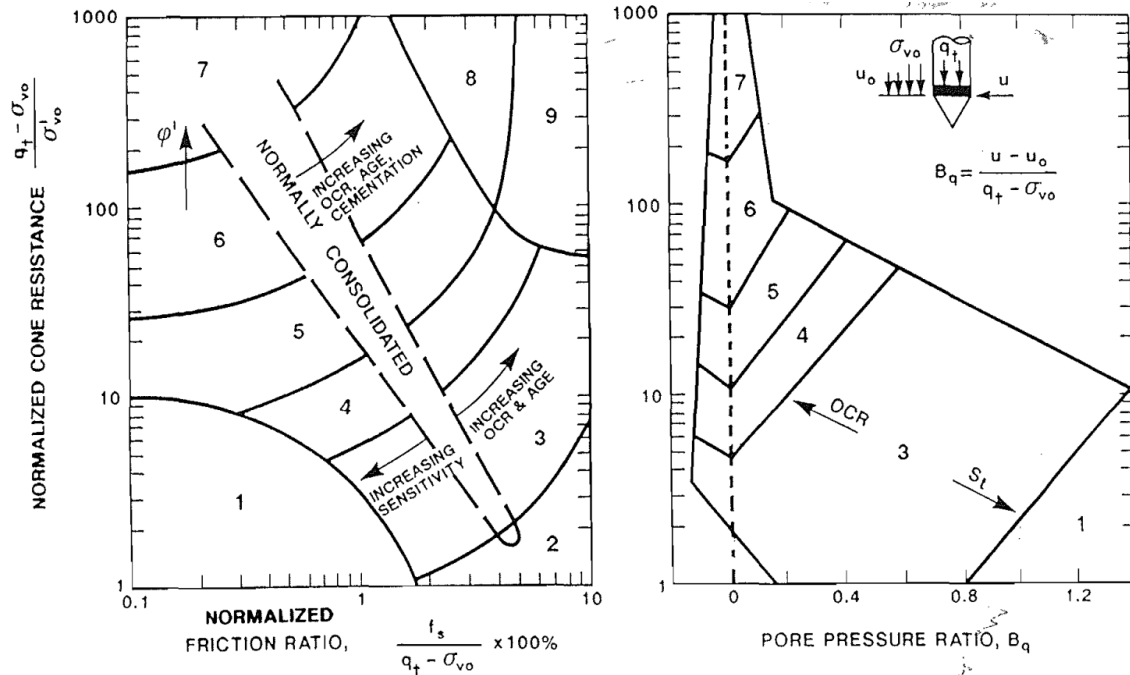 1000
100
10
1
0.1
1
10
NORMALIZED CONE RESISTANCE
q_t - σ_vo
σ'_vo
φ'
7
6
5
4
1
8
9
3
2
NORMALLY CONSOLIDATED
INCREASING
OCR, AGE,
CEMENTATION
INCREASING
OCR & AGE
INCREASING
SENSITIVITY
NORMALIZED
FRICTION RATIO, f_s
q_t - σ_vo
x100%
1000
100
10
1
0
0.4
0.8
1.2
7
6
5
4
3
1
OCR
S_t
σ_vo
q_t
u_o
u
B_q = u - u_o
q_t - σ_vo
PORE PRESSURE RATIO, B_q